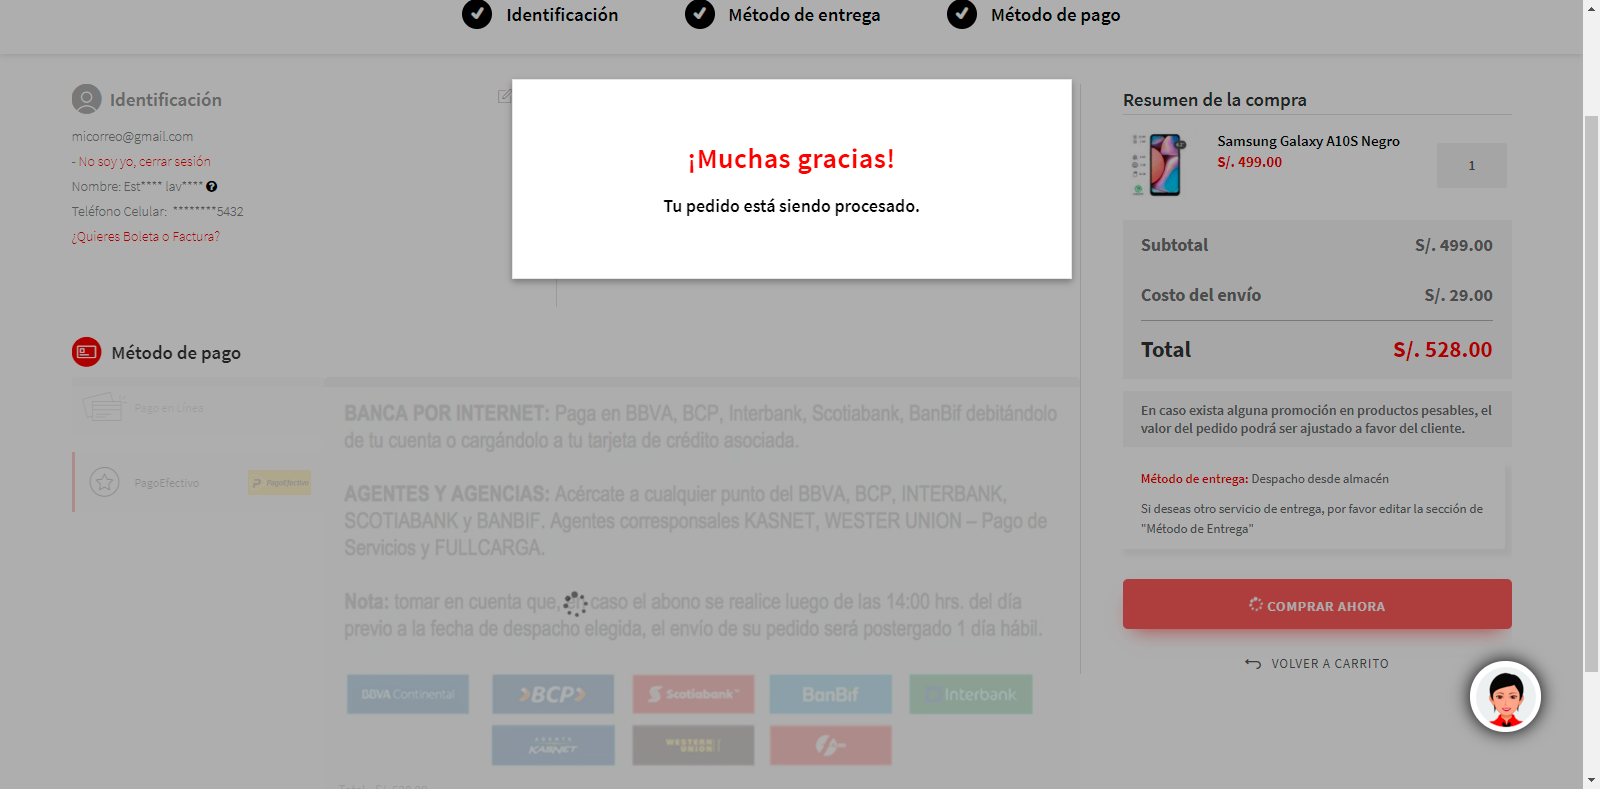 Identificación
Método de entrega
Método de pago
Identificación
micorreo@gmail.com
- No soy yo, cerrar sesión
Nombre: Est**** lav****
Teléfono Celular: ********5432
¿Quieres Boleta o Factura?
¡Muchas gracias!
Tu pedido está siendo procesado.
Método de pago
Pago en Línea
PagoEfectivo
PagoEfectivo
BANCA POR INTERNET: Paga en BBVA, BCP, Interbank, Scotiabank, BanBif debitándolo
de tu cuenta o cargándolo a tu tarjeta de crédito asociada.
AGENTES Y AGENCIAS: Acércate a cualquier punto del BBVA, BCP, INTERBANK,
SCOTIABANK y BANBIF. Agentes corresponsales KASNET, WESTER UNION – Pago de
Servicios y FULLCARGA.
Nota: tomar en cuenta que, en caso el abono se realice luego de las 14:00 hrs. del día
previo a la fecha de despacho elegida, el envío de su pedido será postergado 1 día hábil.
BBVA Continental
BCP
Scotiabank
BanBif
Interbank
AGENTE
KASNET
WESTERN
UNION
Resumen de la compra
Samsung Galaxy A10S Negro
S/. 499.00
1
Subtotal S/. 499.00
Costo del envío S/. 29.00
Total S/. 528.00
En caso exista alguna promoción en productos pesables, el
valor del pedido podrá ser ajustado a favor del cliente.
Método de entrega: Despacho desde almacén
Si deseas otro servicio de entrega, por favor editar la sección de
"Método de Entrega"
COMPRAR AHORA
VOLVER A CARRITO